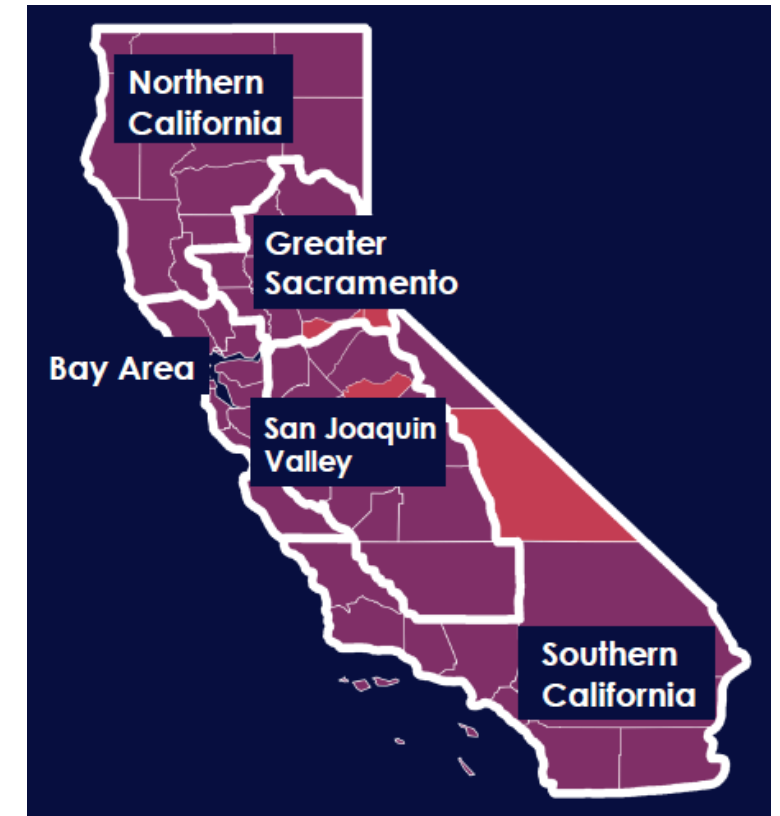 Northern
California
Greater
Sacramento
Bay Area
San Joaquin
Valley
Southern
California